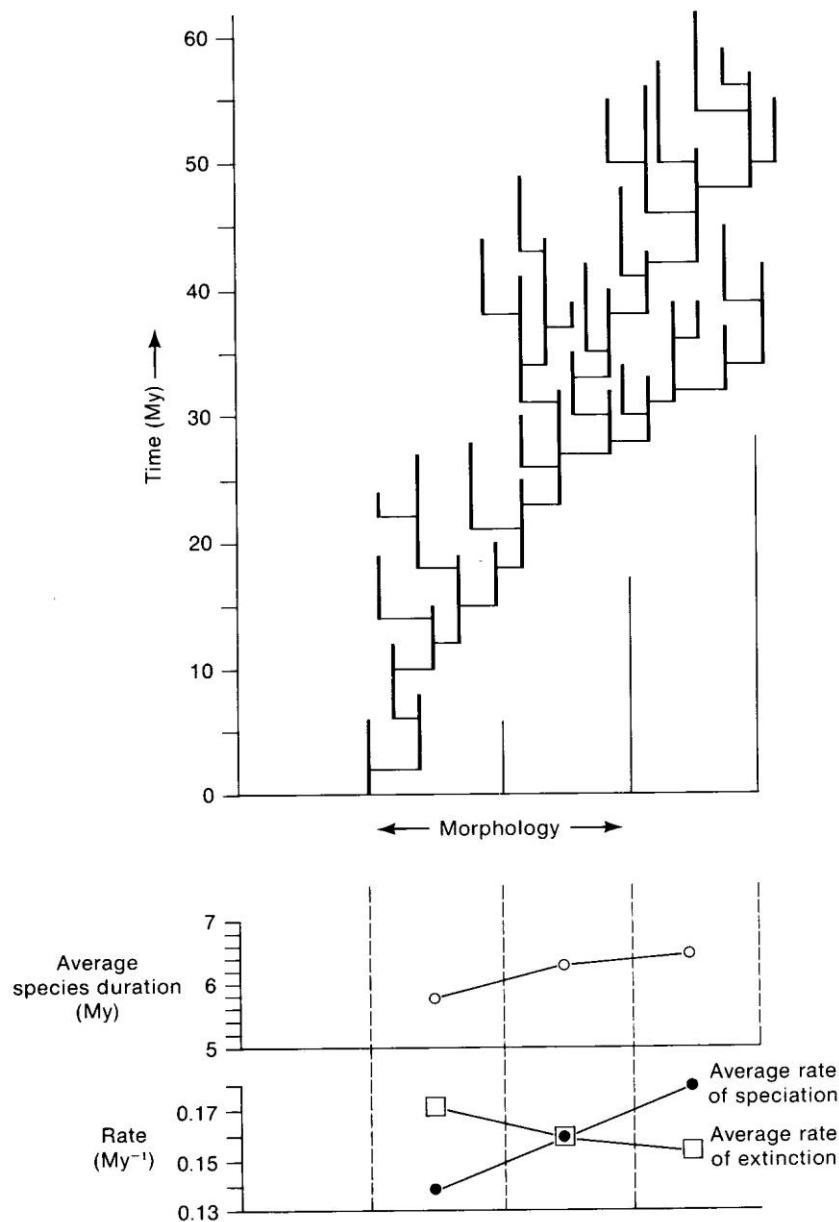 60
50
40
30
20
10
0
Time (My) →
← Morphology →
7
6
5
Average
species duration
(My)
0.17
0.15
0.13
Rate
(My⁻¹)
Average rate
of speciation
Average rate
of extinction